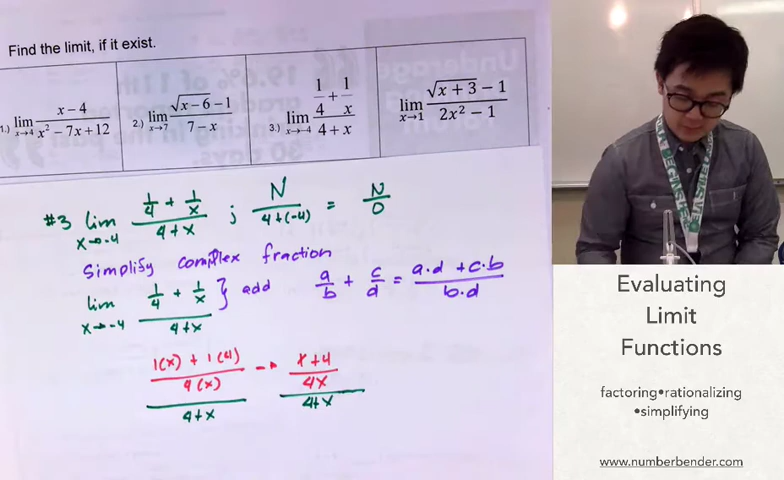 Find the limit, if it exist.
1.) lim x→4 (x − 4)/(x² − 7x + 12)
2.) lim x→7 (√(x − 6) − 1)/(7 − x)
3.) lim x→−4 (1/4 + 1/x)/(4 + x)
lim x→1 (√(x + 3) − 1)/(2x² − 1)
#3 lim x→−4 (1/4 + 1/x)/(4+x) ; N/(4+(−4)) = N/0
Simplify complex fraction
lim x→−4 (1/4 + 1/x)/(4+x) } add a/b + c/d = (a·d + c·b)/(b·d)
((1(x) + 1(4))/(4(x)))/(4+x) → ((x+4)/(4x))/(4+x)
Evaluating
Limit
Functions
factoring•rationalizing
•simplifying
www.numberbender.com